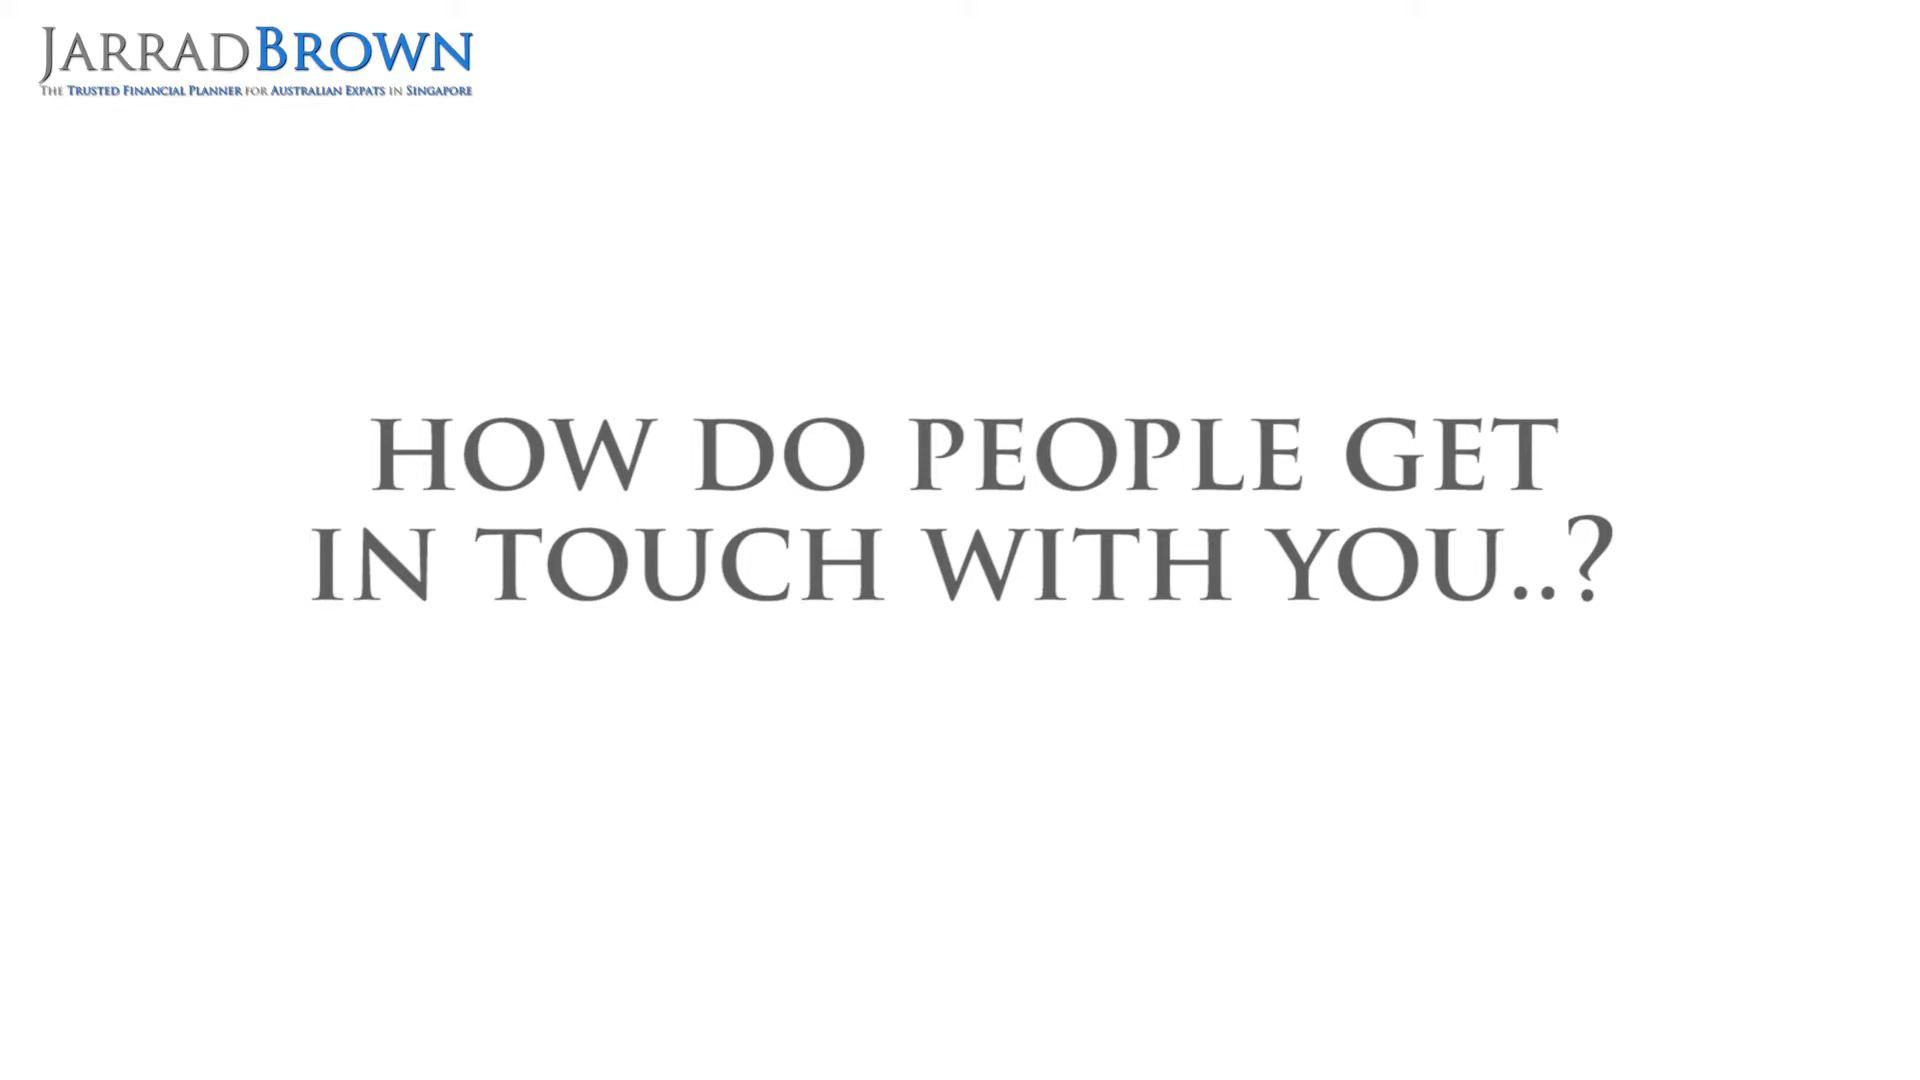 JARRADBROWN
THE TRUSTED FINANCIAL PLANNER FOR AUSTRALIAN EXPATS IN SINGAPORE
HOW DO PEOPLE GET
IN TOUCH WITH YOU..?